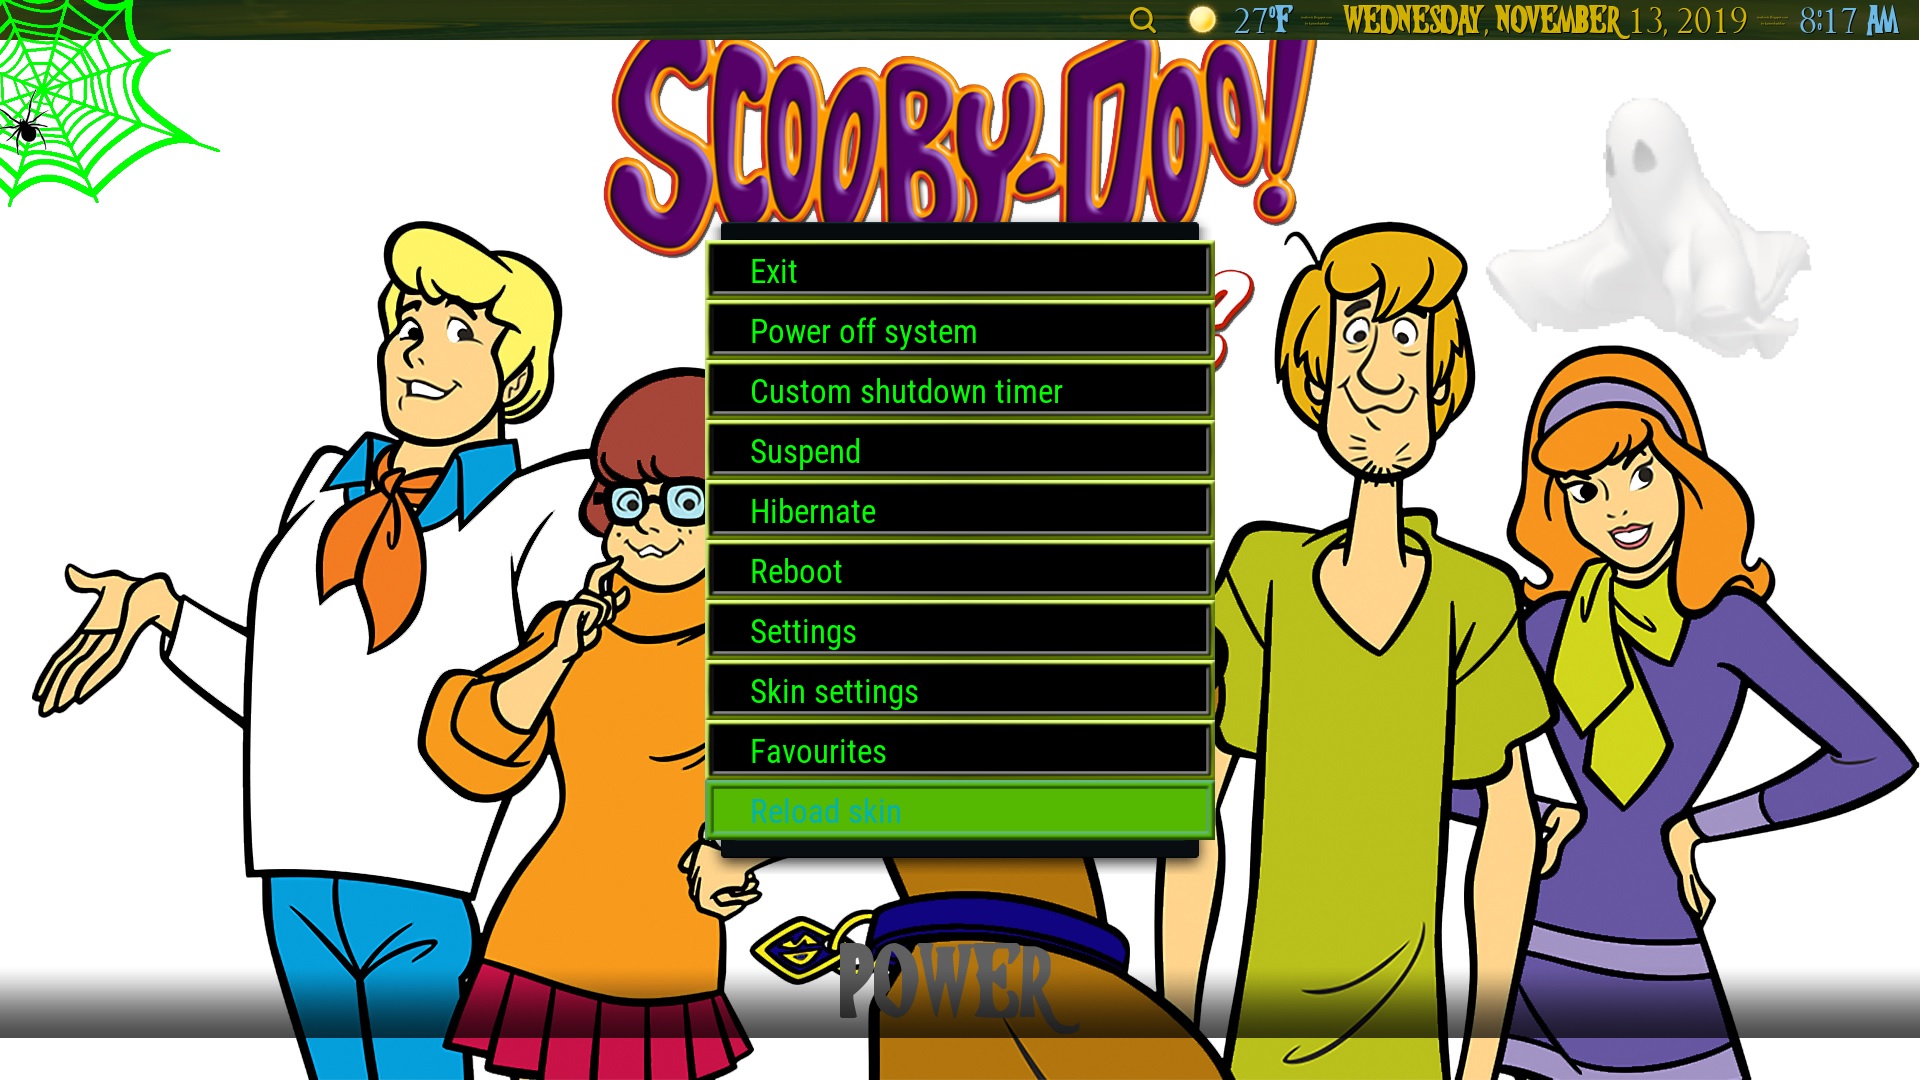 27°F WEDNESDAY, NOVEMBER 13, 2019 8:17 AM
SCOOBY-DOO!
Exit
Power off system
Custom shutdown timer
Suspend
Hibernate
Reboot
Settings
Skin settings
Favourites
Reload skin
POWER